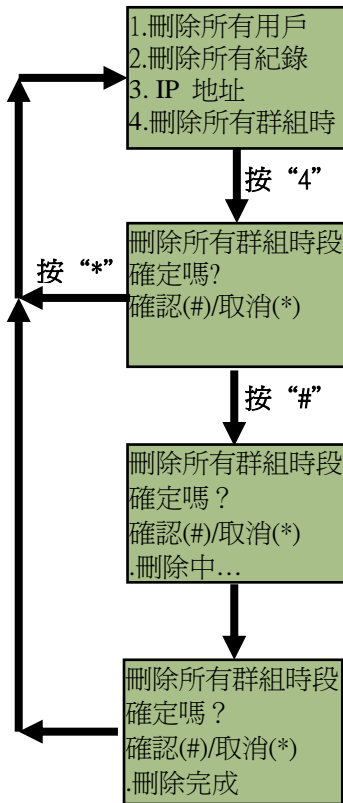 1.刪除所有用戶
2.刪除所有紀錄
3. IP 地址
4.刪除所有群組時
按“4”
刪除所有群組時段
確定嗎?
確認(#)/取消(*)
按“*”
按“#”
刪除所有群組時段
確定嗎？
確認(#)/取消(*)
.刪除中…
刪除所有群組時段
確定嗎？
確認(#)/取消(*)
.刪除完成